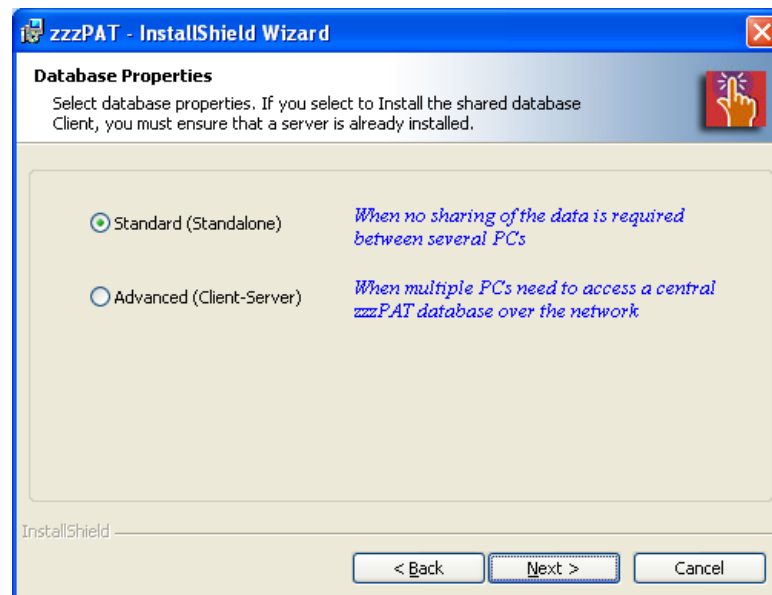 zzzPAT - InstallShield Wizard
Database Properties
Select database properties. If you select to Install the shared database
Client, you must ensure that a server is already installed.
Standard (Standalone)
When no sharing of the data is required
between several PCs
Advanced (Client-Server)
When multiple PC's need to access a central
zzzPAT database over the network
InstallShield
< Back
Next >
Cancel